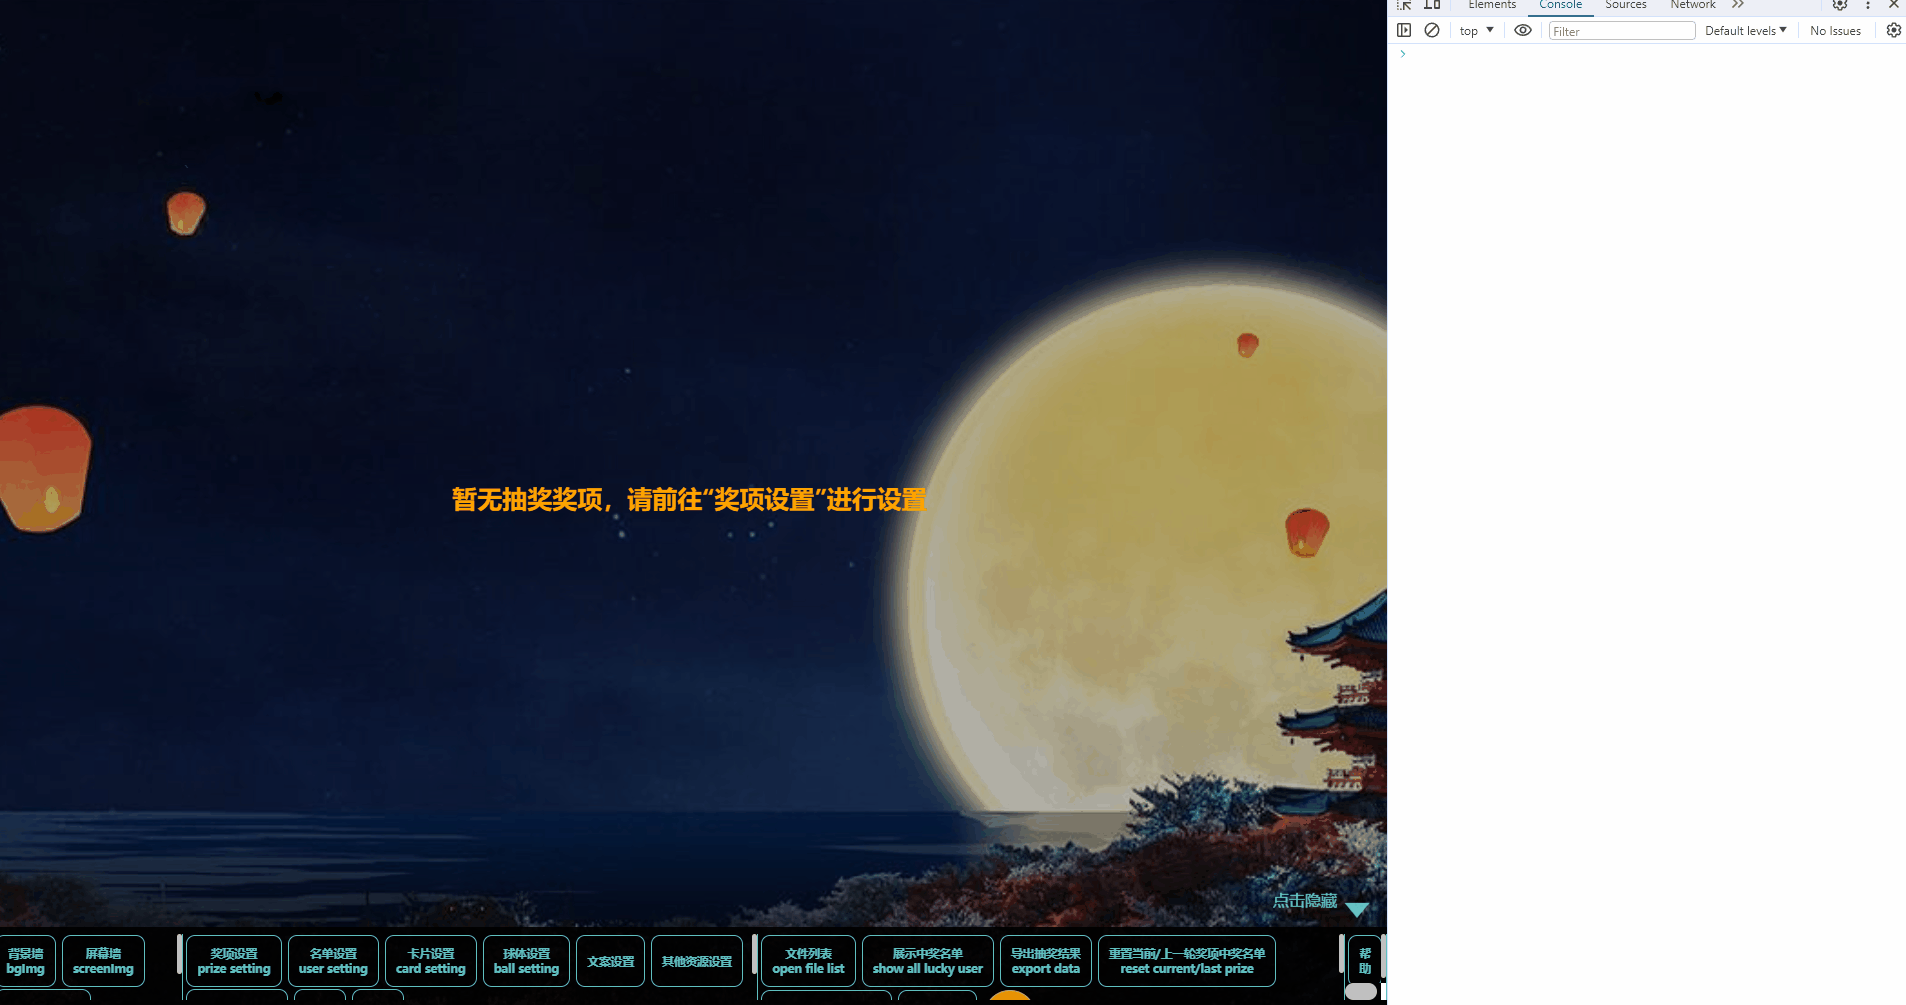 Elements
Console
Sources
Network
top
Filter
Default levels
No Issues
暂无抽奖奖项，请前往“奖项设置”进行设置
点击隐藏
背景墙
bgImg
屏幕墙
screenImg
奖项设置
prize setting
名单设置
user setting
卡片设置
card setting
球体设置
ball setting
文案设置
其他资源设置
文件列表
open file list
展示中奖名单
show all lucky user
导出抽奖结果
export data
重置当前/上一轮奖项中奖名单
reset current/last prize
帮
助